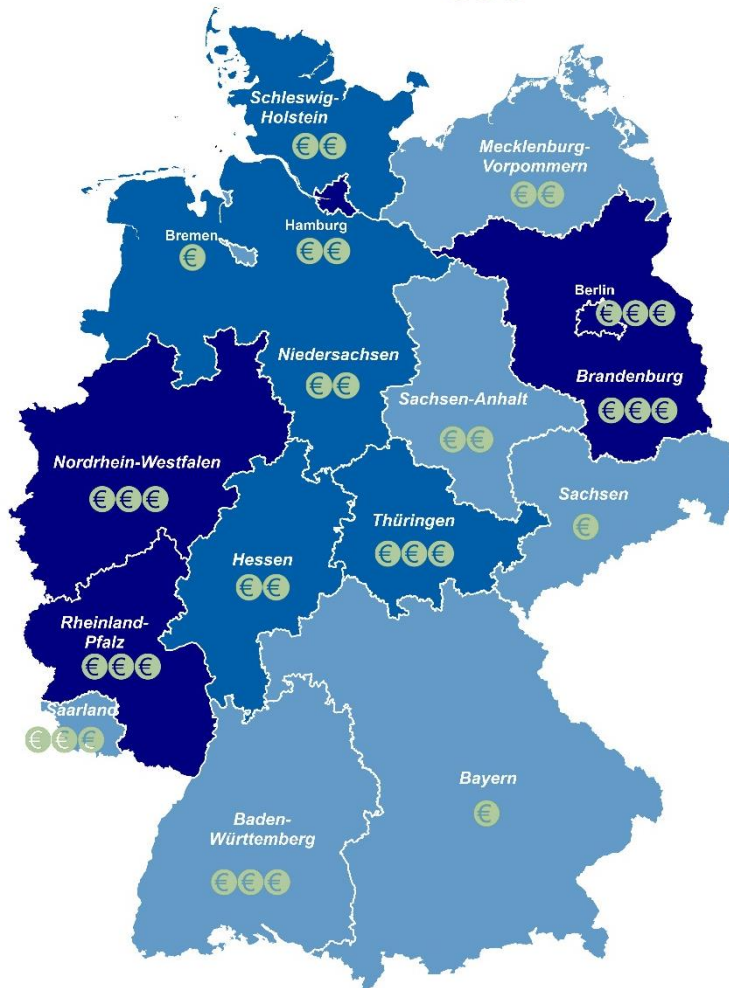 Schleswig-
Holstein
€ €
Mecklenburg-
Vorpommern
€ €
Bremen
€
Hamburg
€ €
Berlin
€ € €
Niedersachsen
€ €
Sachsen-Anhalt
€ €
Brandenburg
€ € €
Nordrhein-Westfalen
€ € €
Sachsen
€
Thüringen
€ € €
Hessen
€ €
Rheinland-
Pfalz
€ € €
Saarland
€ € €
Bayern
€
Baden-
Württemberg
€ € €